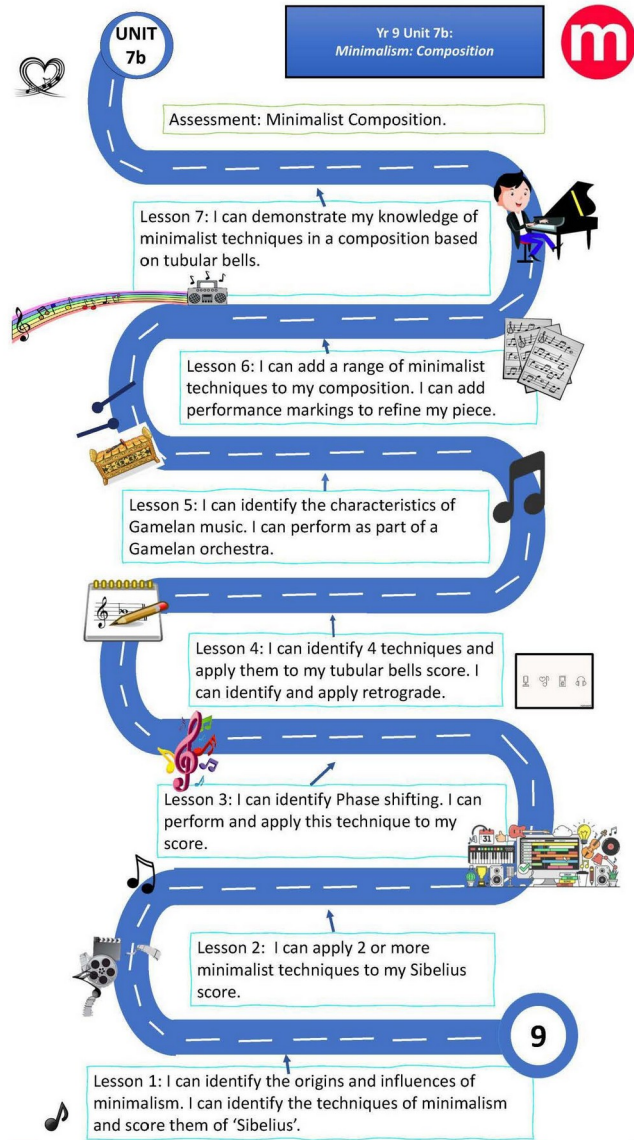 UNIT
7b
Yr 9 Unit 7b:
Minimalism: Composition
m
Assessment: Minimalist Composition.
Lesson 7: I can demonstrate my knowledge of
minimalist techniques in a composition based
on tubular bells.
Lesson 6: I can add a range of minimalist
techniques to my composition. I can add
performance markings to refine my piece.
Lesson 5: I can identify the characteristics of
Gamelan music. I can perform as part of a
Gamelan orchestra.
Lesson 4: I can identify 4 techniques and
apply them to my tubular bells score. I
can identify and apply retrograde.
Lesson 3: I can identify Phase shifting. I can
perform and apply this technique to my
score.
31
Lesson 2:  I can apply 2 or more
minimalist techniques to my Sibelius
score.
9
Lesson 1: I can identify the origins and influences of
minimalism. I can identify the techniques of minimalism
and score them of ‘Sibelius’.